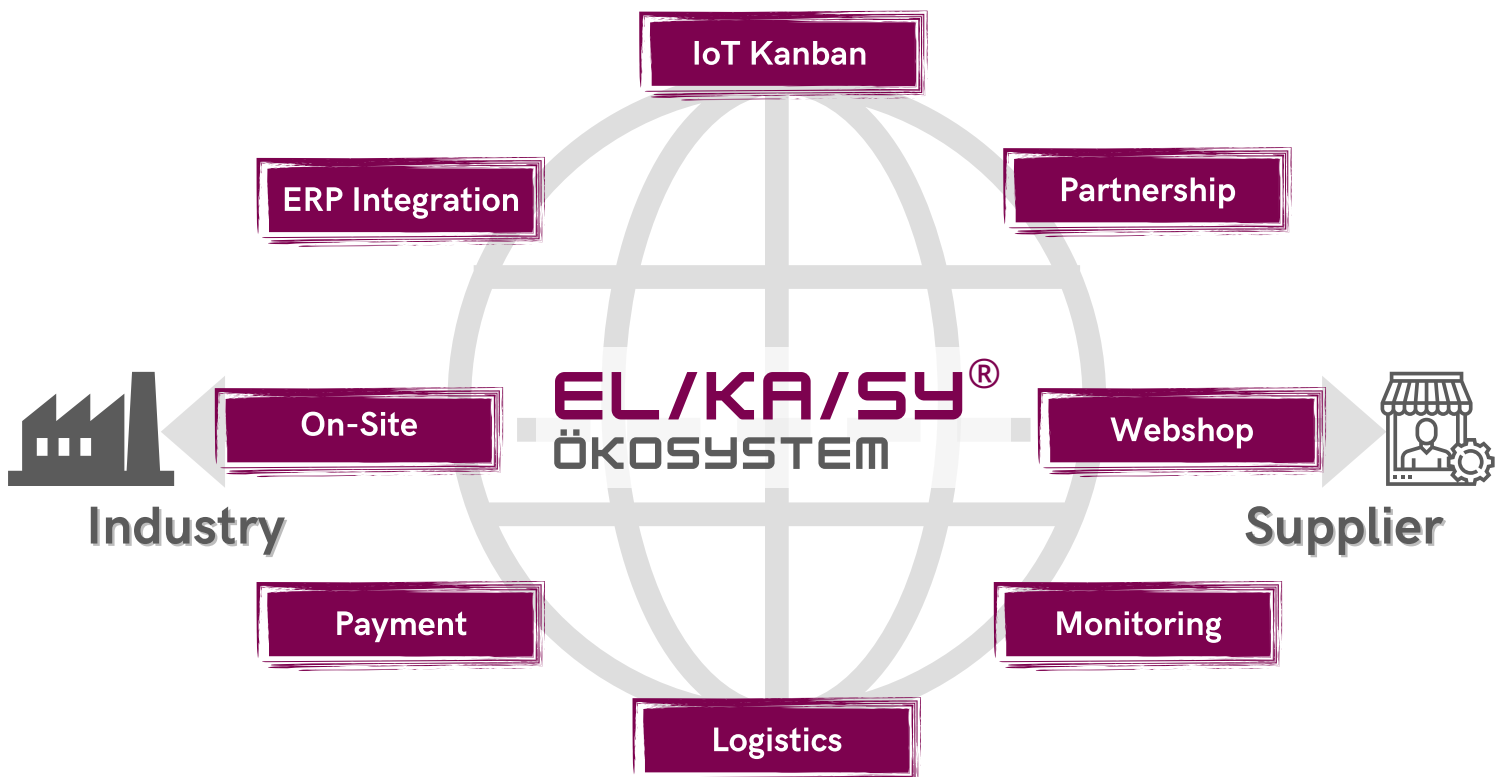 IoT Kanban
ERP Integration
Partnership
EL/KA/SY®
ÖKOSYSTEM
On-Site
Webshop
Industry
Supplier
Payment
Monitoring
Logistics